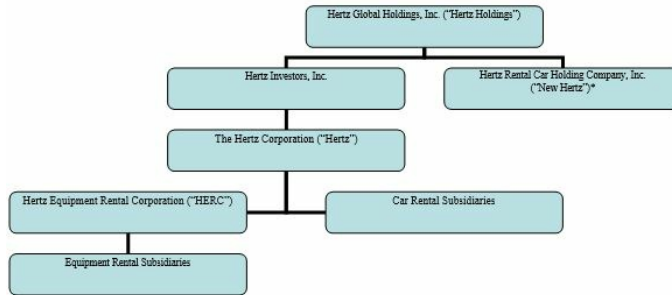 Hertz Global Holdings, Inc. ("Hertz Holdings")
Hertz Investors, Inc.
Hertz Rental Car Holding Company, Inc.
("New Hertz")*
The Hertz Corporation ("Hertz")
Hertz Equipment Rental Corporation ("HERC")
Car Rental Subsidiaries
Equipment Rental Subsidiaries